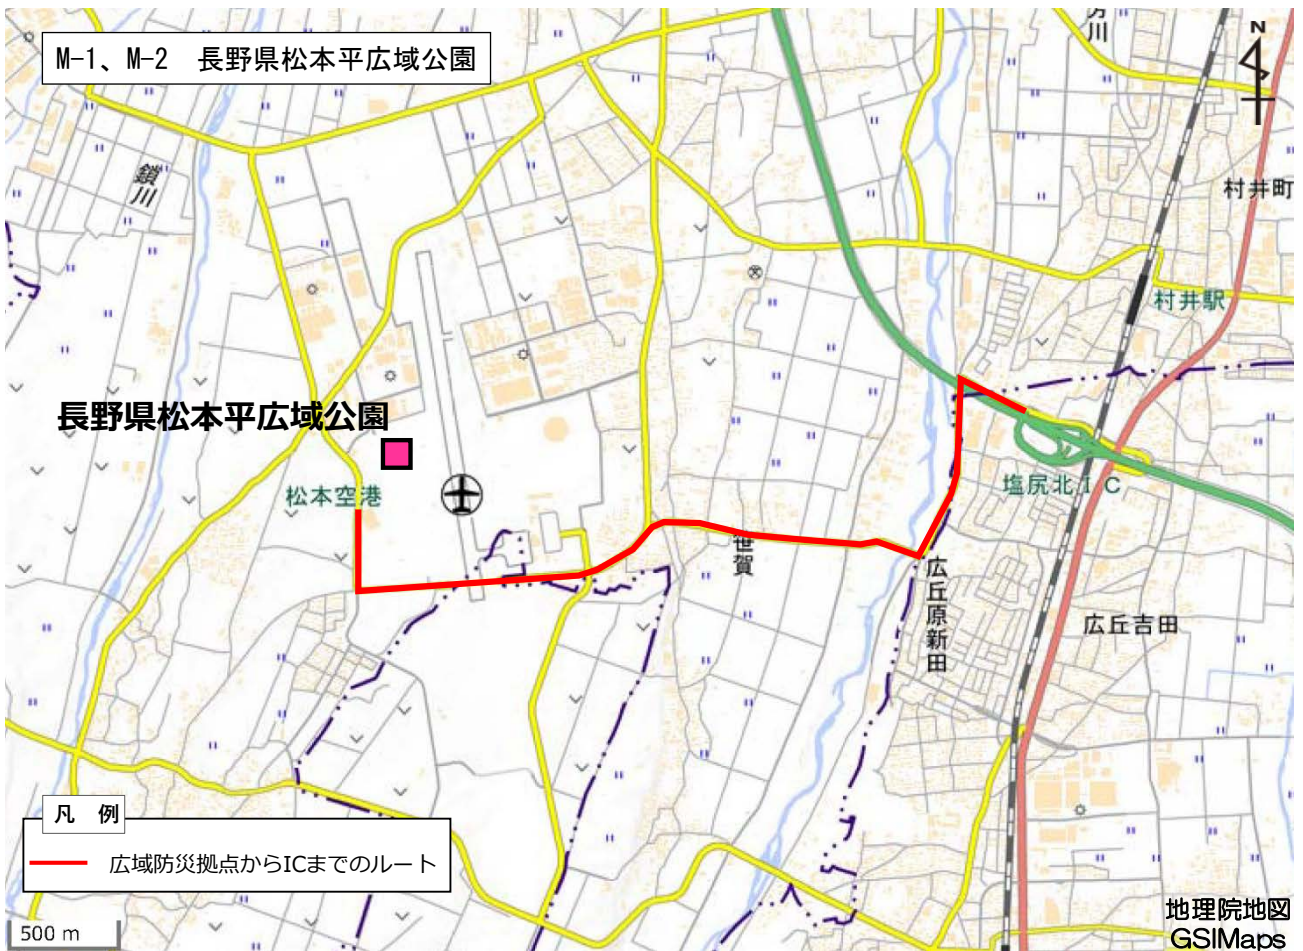 M-1、M-2 長野県松本平広域公園
N
鎖川
村井町
村井駅
長野県松本平広域公園
松本空港
塩尻北IC
笹賀
広丘原新田
広丘吉田
凡 例
広域防災拠点からICまでのルート
500 m
地理院地図
GSIMaps